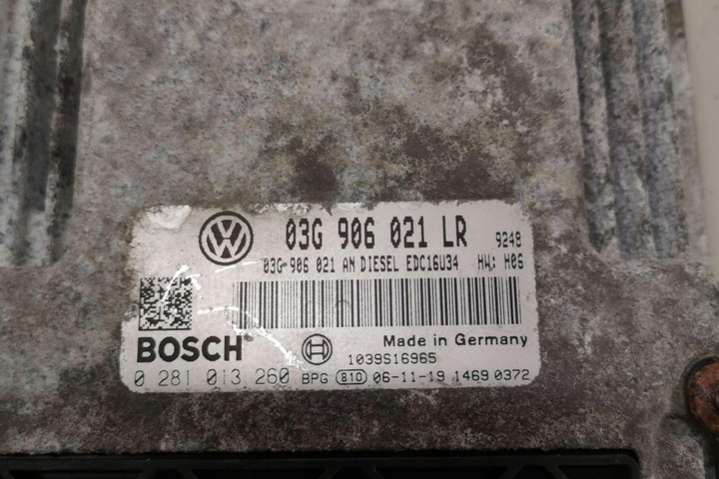 03G 906 021 LR 9248
03G 906 021 AN DIESEL EDC16U34 HW: H06
Made in Germany
BOSCH 1039S16965
0 281 013 260 BPG 810 06-11-19 1469 0372